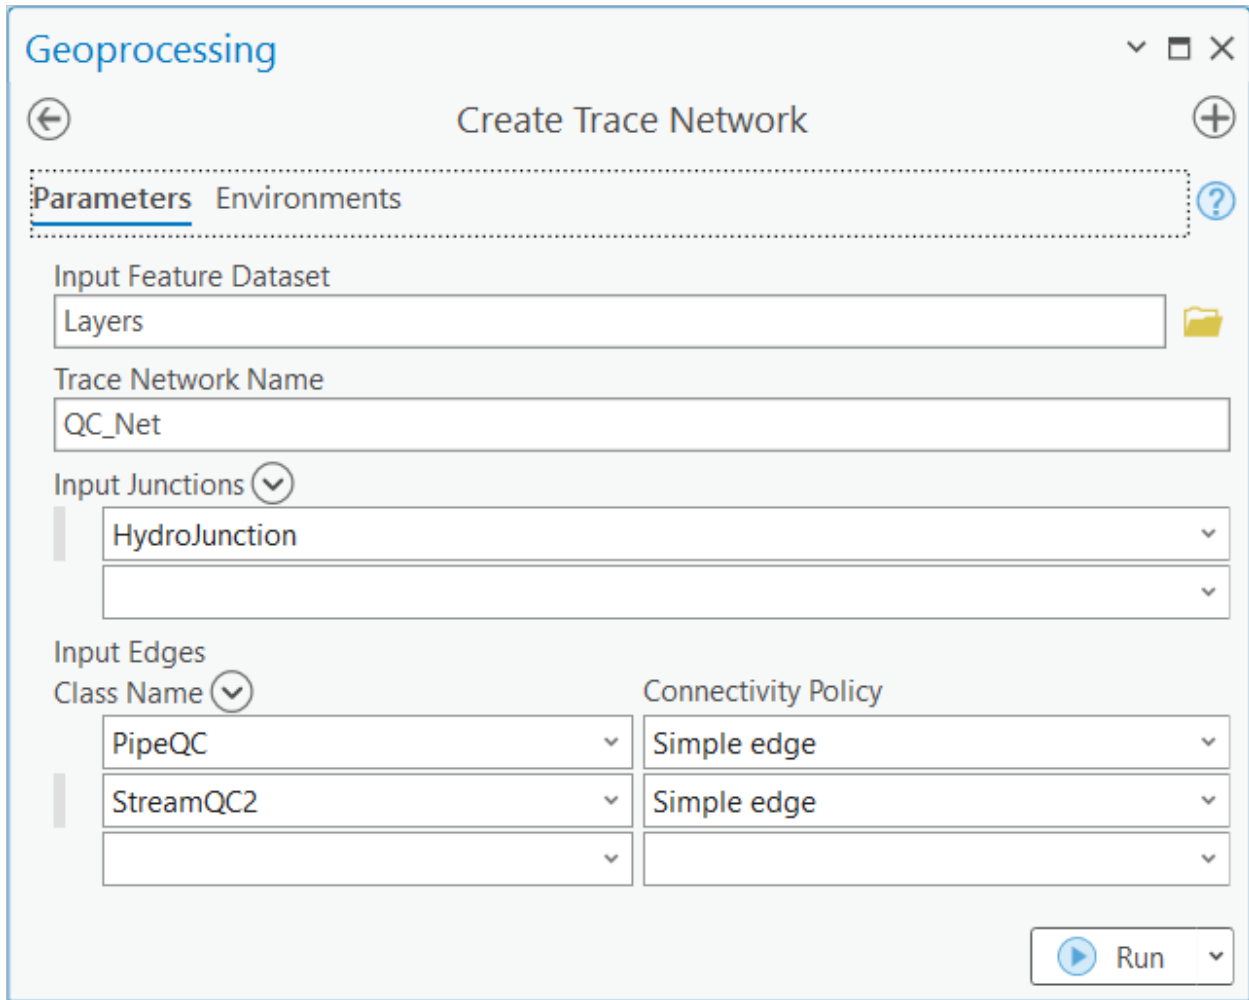 Geoprocessing
Create Trace Network
Parameters Environments
Input Feature Dataset
Layers
Trace Network Name
QC_Net
Input Junctions
HydroJunction
Input Edges
Class Name Connectivity Policy
PipeQC Simple edge
StreamQC2 Simple edge
Run